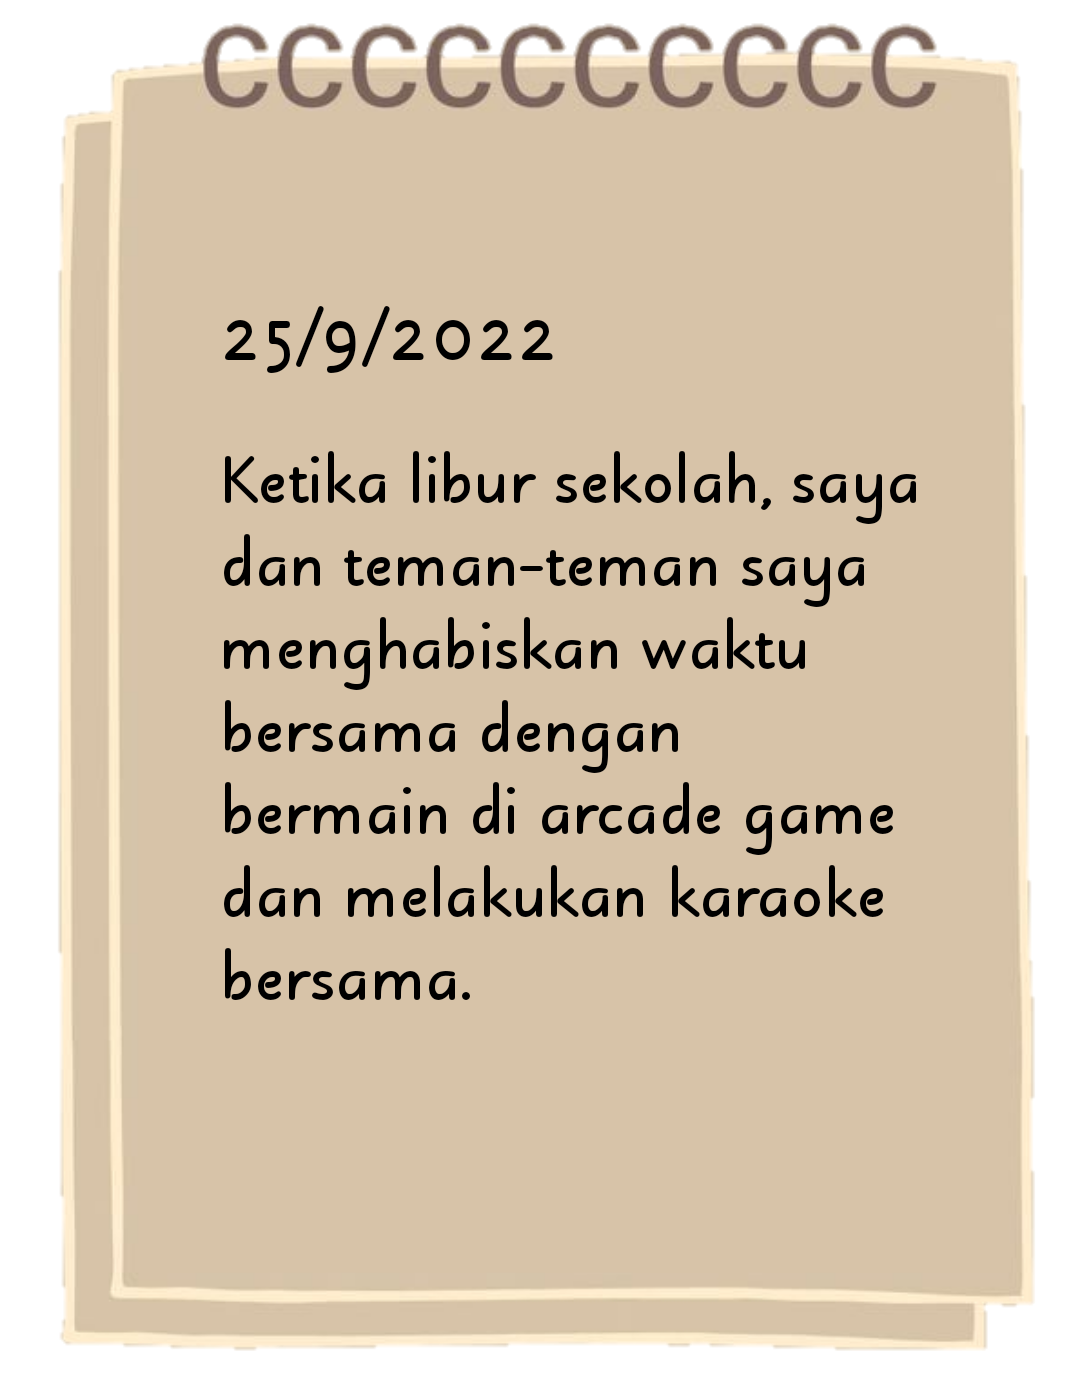 25/9/2022
Ketika libur sekolah, saya
dan teman-teman saya
menghabiskan waktu
bersama dengan
bermain di arcade game
dan melakukan karaoke
bersama.